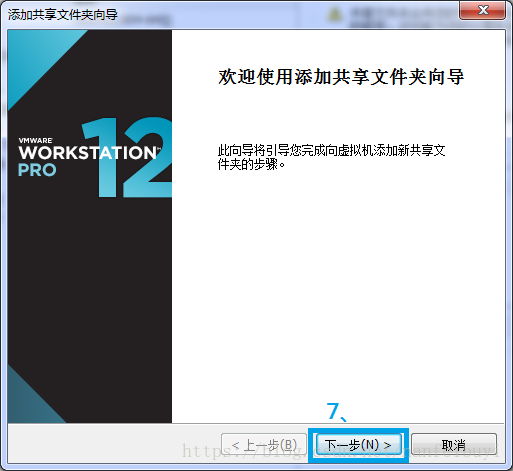 添加共享文件夹向导
欢迎使用添加共享文件夹向导
VMWARE
WORKSTATION™
PRO 12
此向导将引导您完成向虚拟机添加新共享文
件夹的步骤。
7、
< 上一步(B) 下一步(N) > 取消